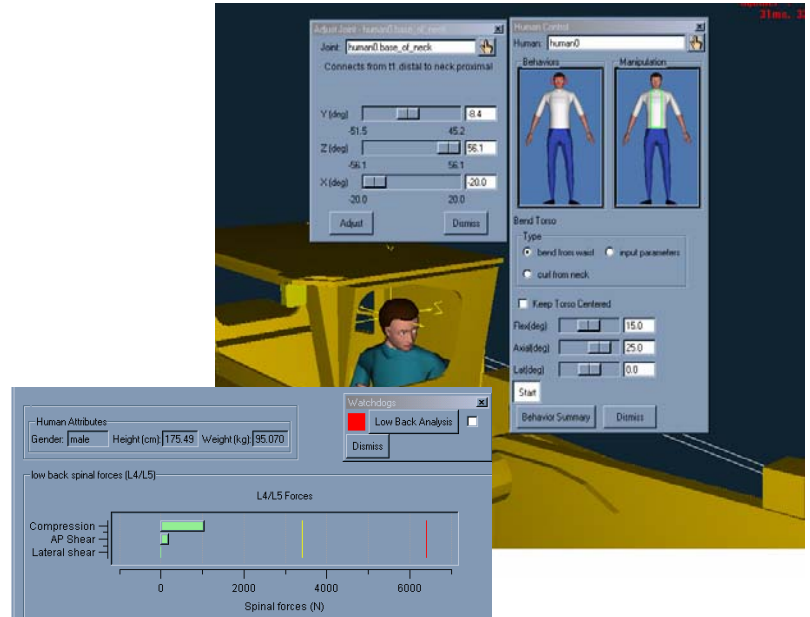 31ms. 32
Adjust Joint - human0.base_of_neck
Joint: human0.base_of_neck
Connects from t1.distal to neck.proximal
Y (deg) -8.4
-51.5 45.2
Z (deg) 56.1
-56.1 56.1
X (deg) -20.0
-20.0 20.0
Adjust Dismiss
Human Control
Human: human0
Behaviors Manipulation
Bend Torso
Type
bend from waist input parameters
curl from neck
Keep Torso Centered
Flex(deg) 15.0
Axial(deg) 25.0
Lat(deg) 0.0
Start
Behavior Summary Dismiss
Watchdogs
Low Back Analysis
Dismiss
Human Attributes
Gender: male Height (cm): 175.49 Weight (kg): 95.070
low back spinal forces (L4/L5)
L4/L5 Forces
Compression
AP Shear
Lateral shear
0 2000 4000 6000
Spinal forces (N)